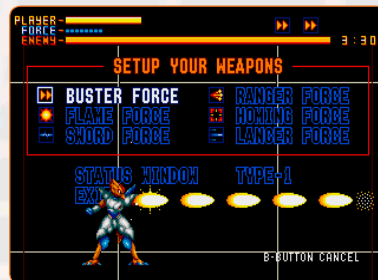 PLAYER-
FORCE-
ENEMY-
3:30
SETUP YOUR WEAPONS
BUSTER FORCE
RANGER FORCE
FLAME FORCE
HOMING FORCE
SWORD FORCE
LANCER FORCE
STATUS WINDOW TYPE-1
EXIT
B-BUTTON CANCEL